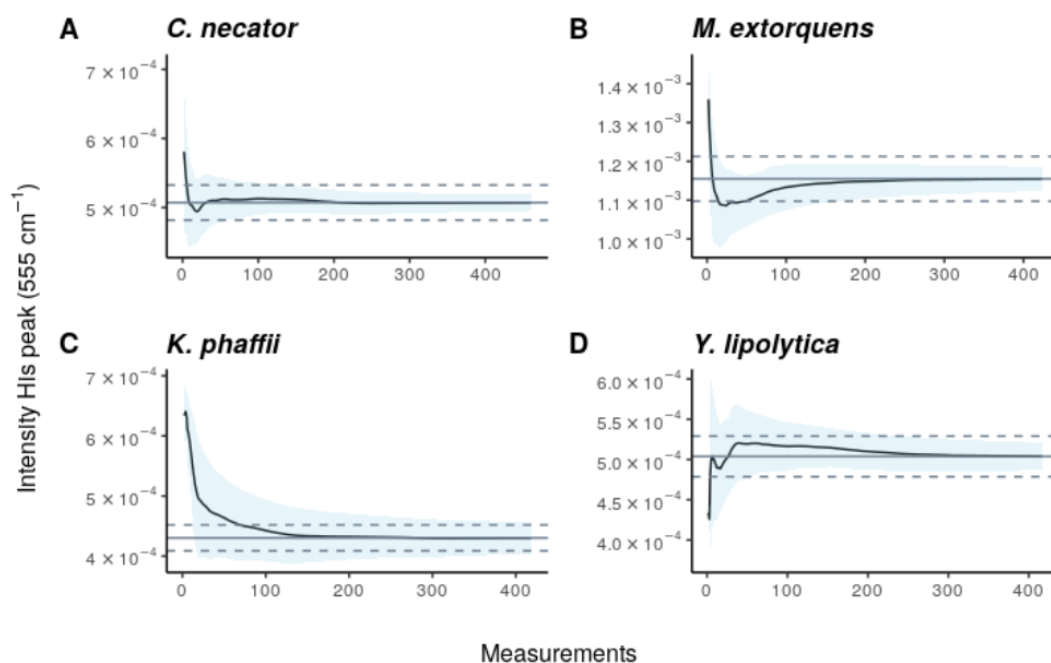 A C. necator
7 × 10⁻⁴
6 × 10⁻⁴
5 × 10⁻⁴
0 100 200 300 400
B M. extorquens
1.4 × 10⁻³
1.3 × 10⁻³
1.2 × 10⁻³
1.1 × 10⁻³
1.0 × 10⁻³
0 100 200 300 400
Intensity His peak (555 cm⁻¹)
C K. phaffii
7 × 10⁻⁴
6 × 10⁻⁴
5 × 10⁻⁴
4 × 10⁻⁴
0 100 200 300 400
D Y. lipolytica
6.0 × 10⁻⁴
5.5 × 10⁻⁴
5.0 × 10⁻⁴
4.5 × 10⁻⁴
4.0 × 10⁻⁴
0 100 200 300 400
Measurements